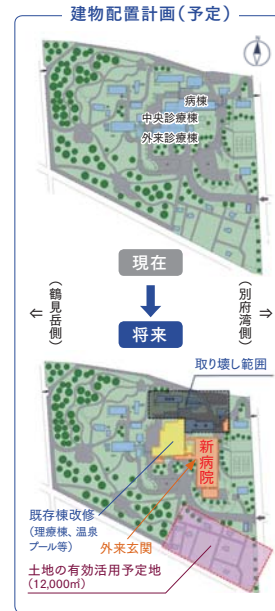 建物配置計画(予定)
病棟
中央診療棟
外来診療棟
現在
⇐
(鶴見岳側)
(別府湾側)
⇒
将来
取り壊し範囲
新病院
既存棟改修
(理療棟、温泉
プール等)
外来玄関
土地の有効活用予定地
(12,000㎡)